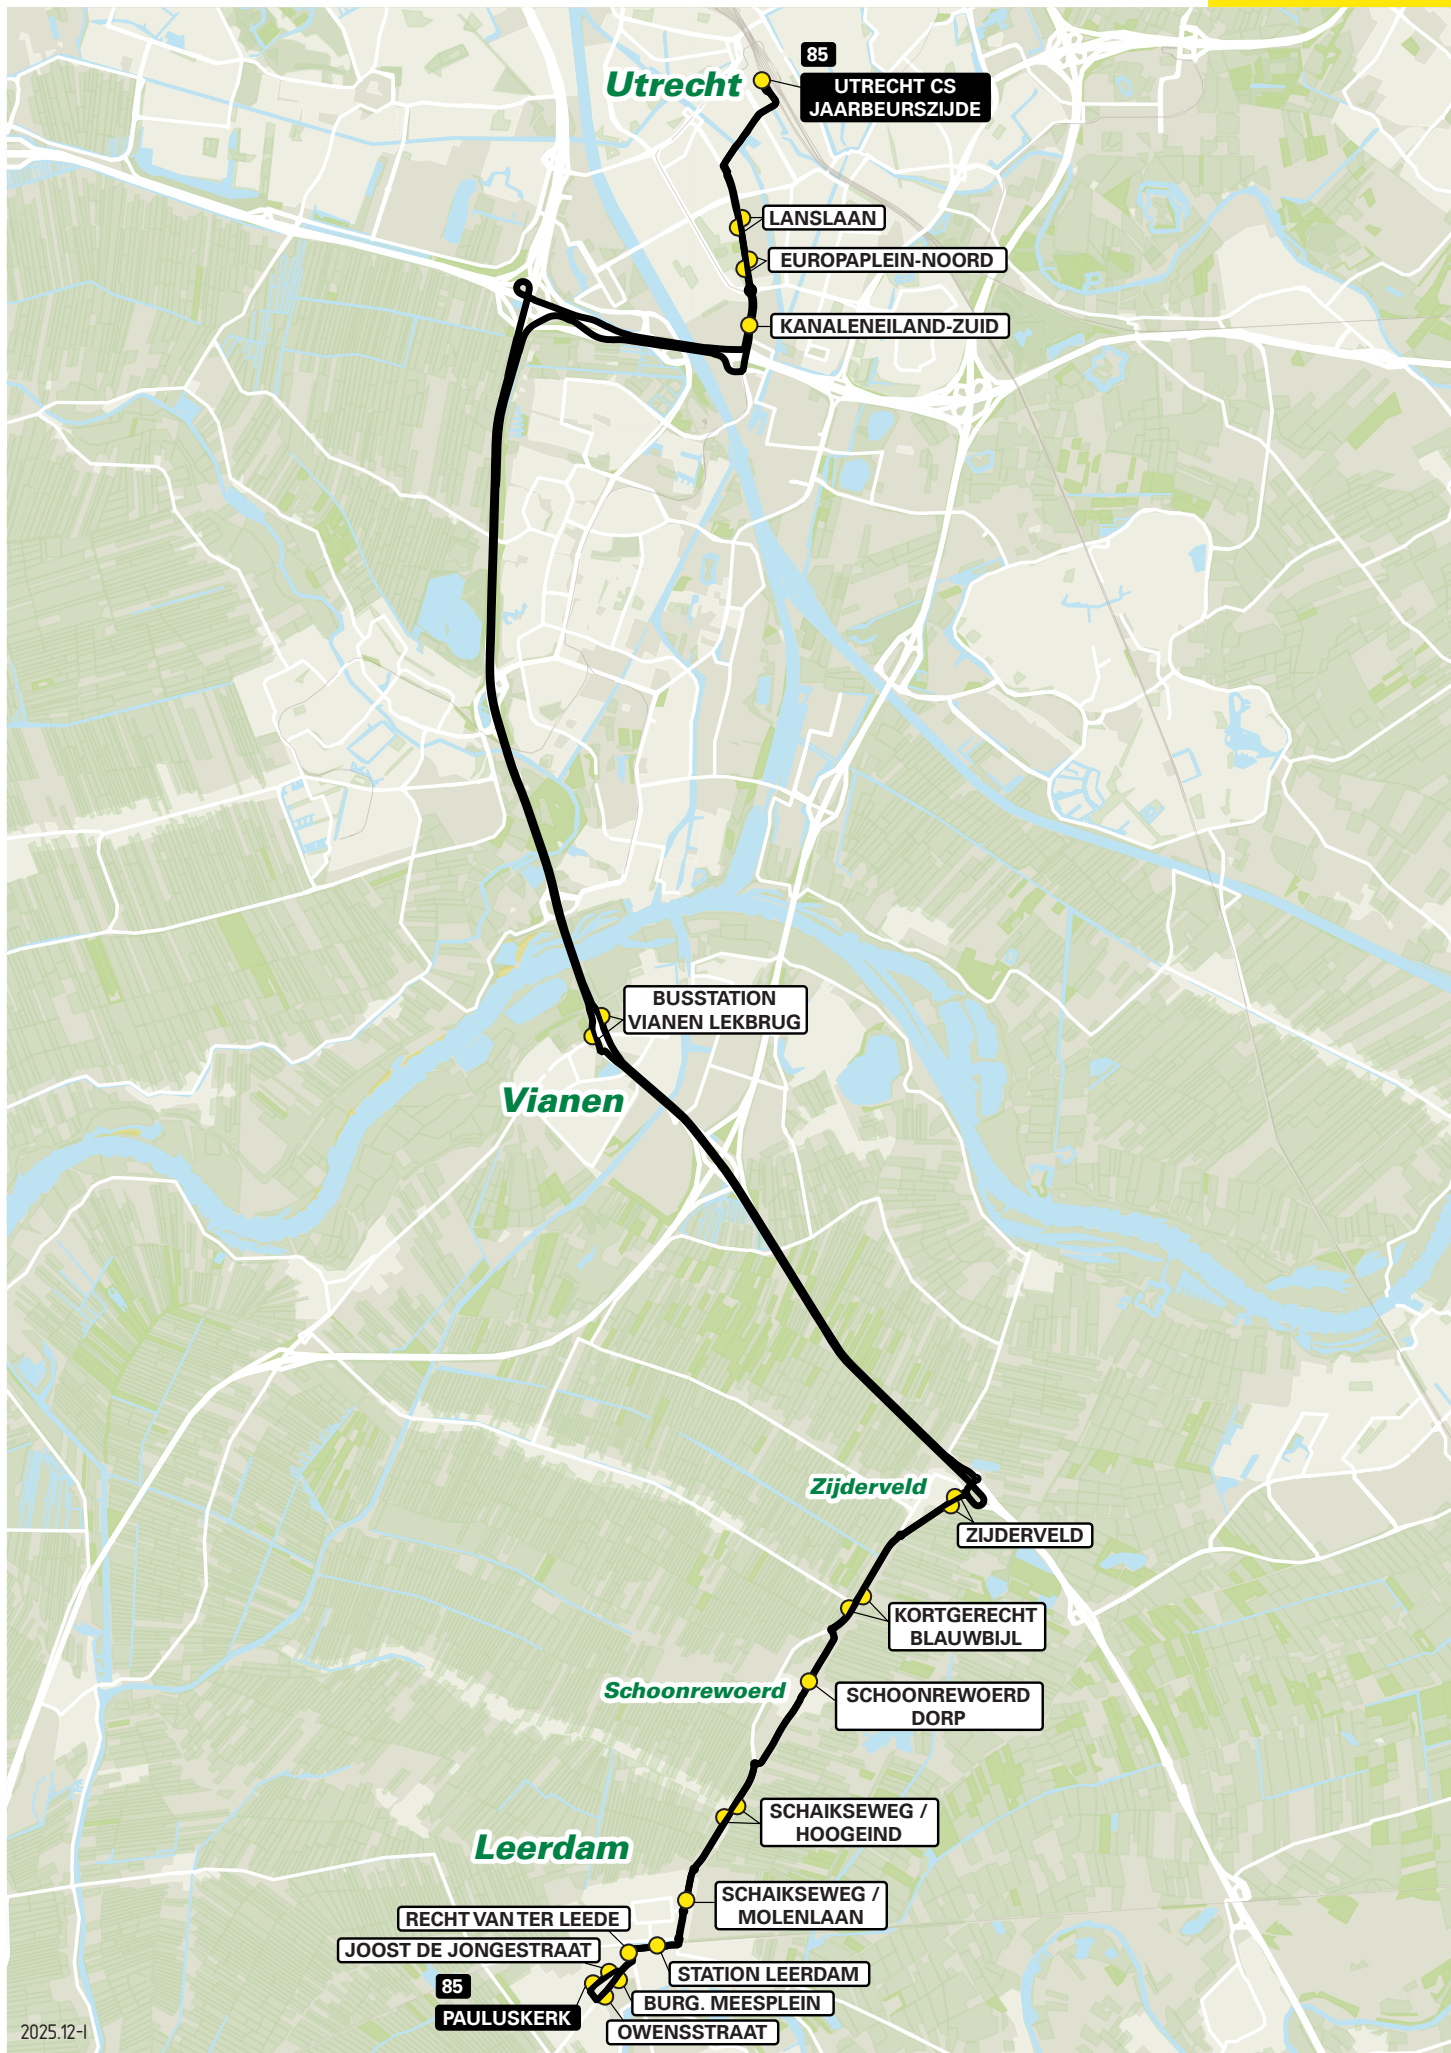 85
UTRECHT CS
JAARBEURSZIJDE
Utrecht
LANSLAAN
EUROPAPLEIN-NOORD
KANALENEILAND-ZUID
BUSSTATION
VIANEN LEKBRUG
Vianen
Zijderveld
ZIJDERVELD
KORTGERECHT
BLAUWBIJL
Schoonrewoerd
SCHOONREWOERD
DORP
SCHAIKSEWEG /
HOOGEIND
Leerdam
SCHAIKSEWEG /
MOLENLAAN
RECHT VAN TER LEEDE
JOOST DE JONGESTRAAT
STATION LEERDAM
85
PAULUSKERK
BURG. MEESPLEIN
OWENSSTRAAT
2025.12-I